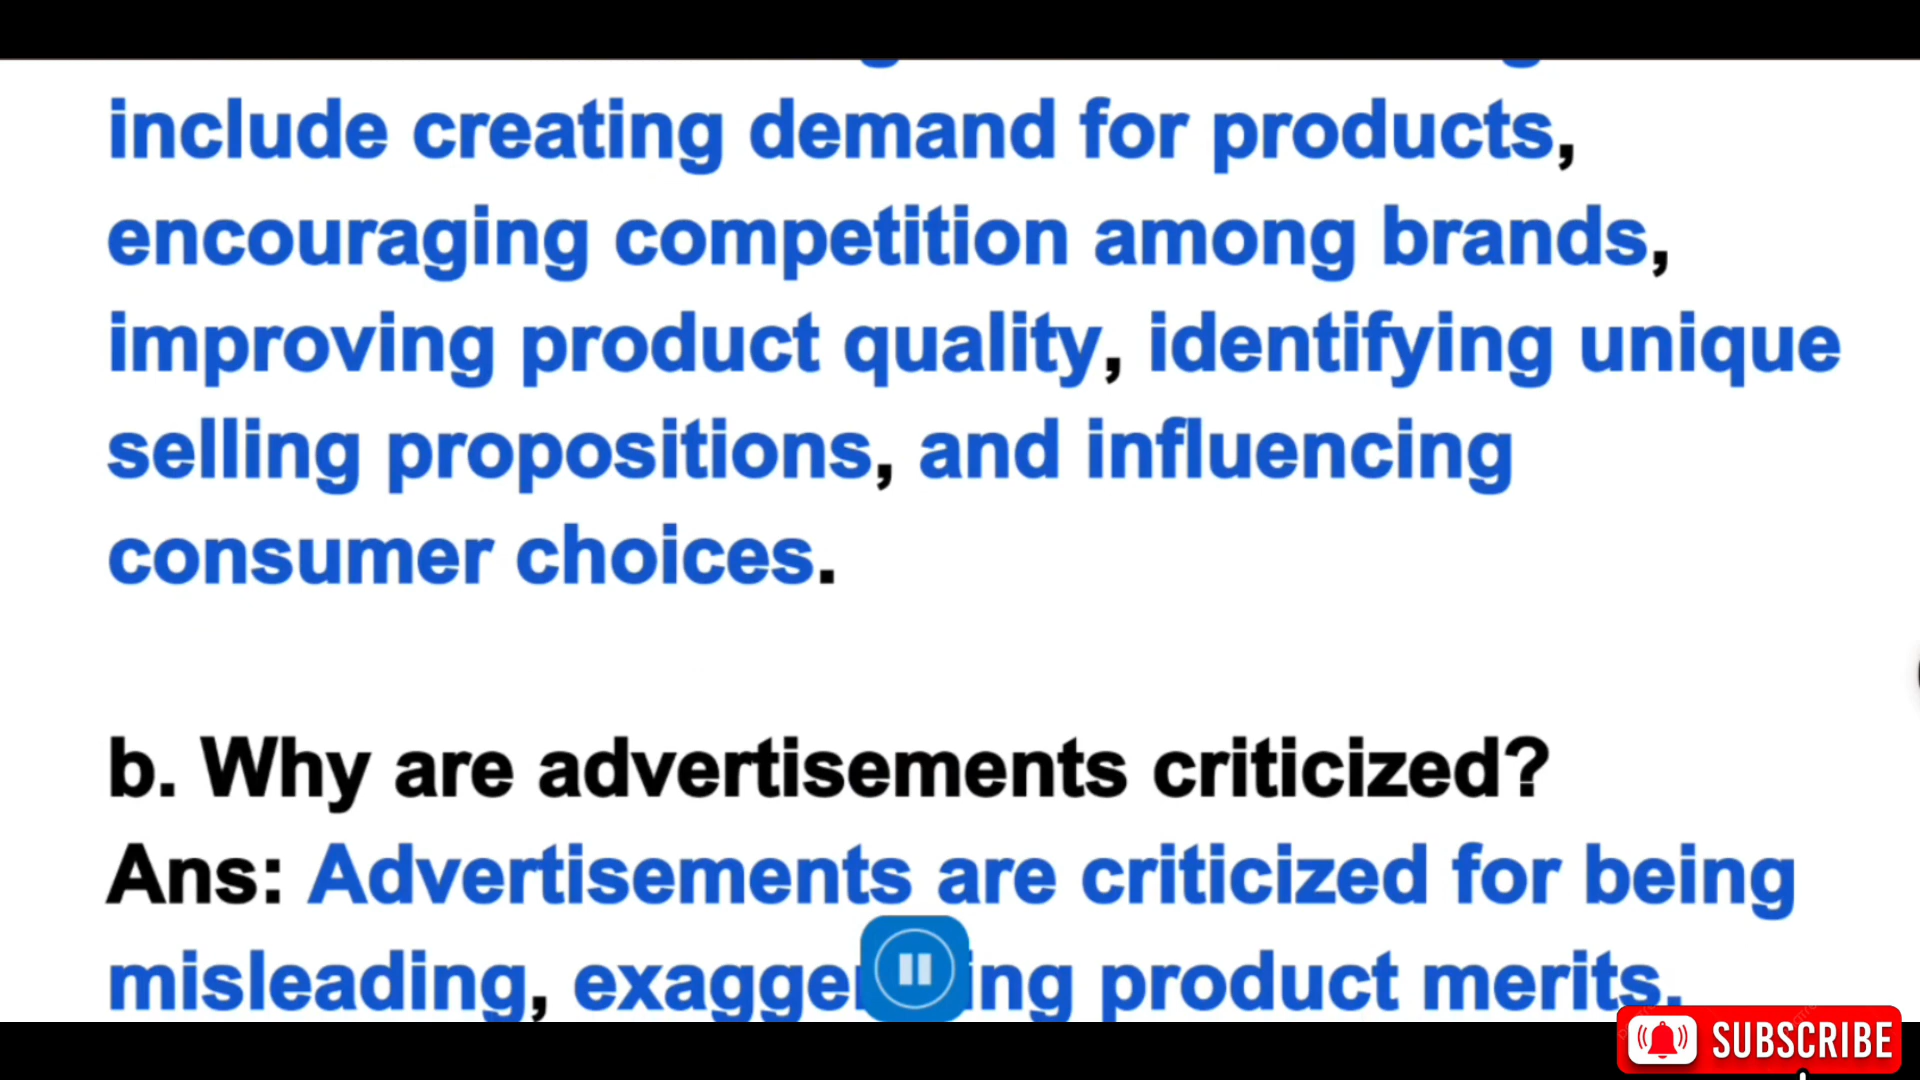 include creating demand for products,
encouraging competition among brands,
improving product quality, identifying unique
selling propositions, and influencing
consumer choices.
b. Why are advertisements criticized?
Ans: Advertisements are criticized for being
misleading, product merits,
SUBSCRIBE